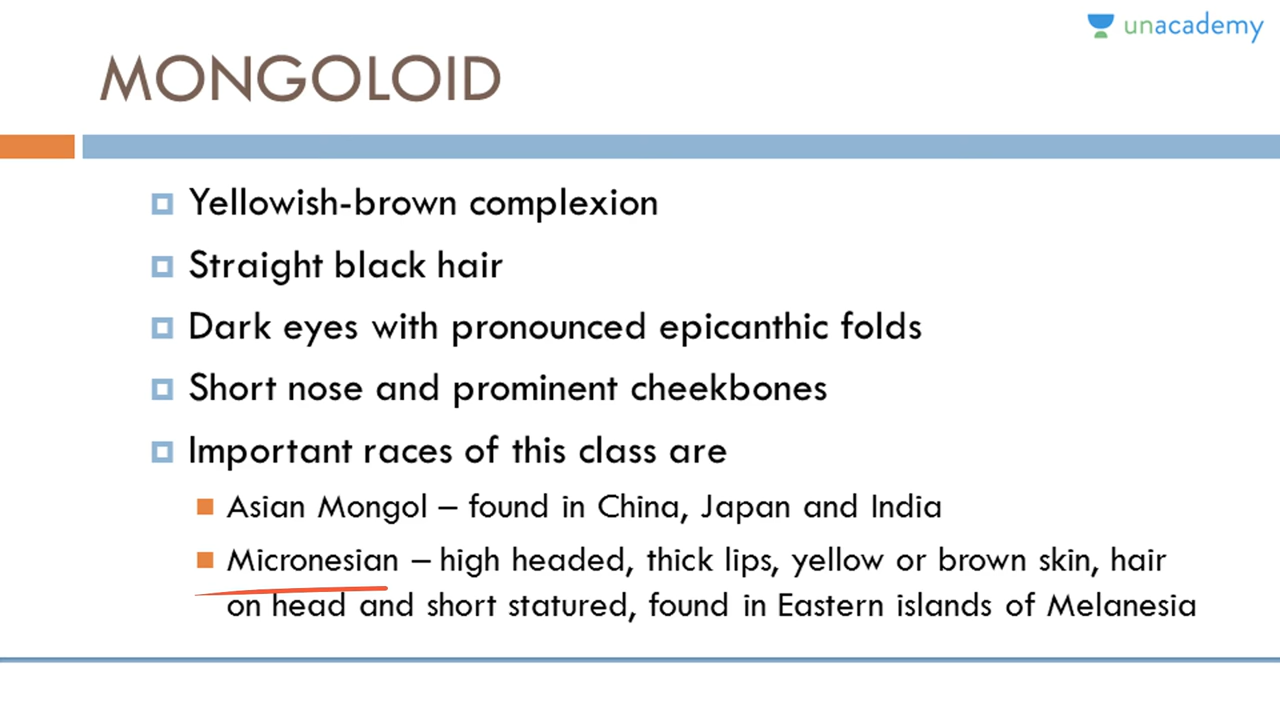 unacademy
MONGOLOID
Yellowish-brown complexion
Straight black hair
Dark eyes with pronounced epicanthic folds
Short nose and prominent cheekbones
Important races of this class are
Asian Mongol – found in China, Japan and India
Micronesian – high headed, thick lips, yellow or brown skin, hair
on head and short statured, found in Eastern islands of Melanesia